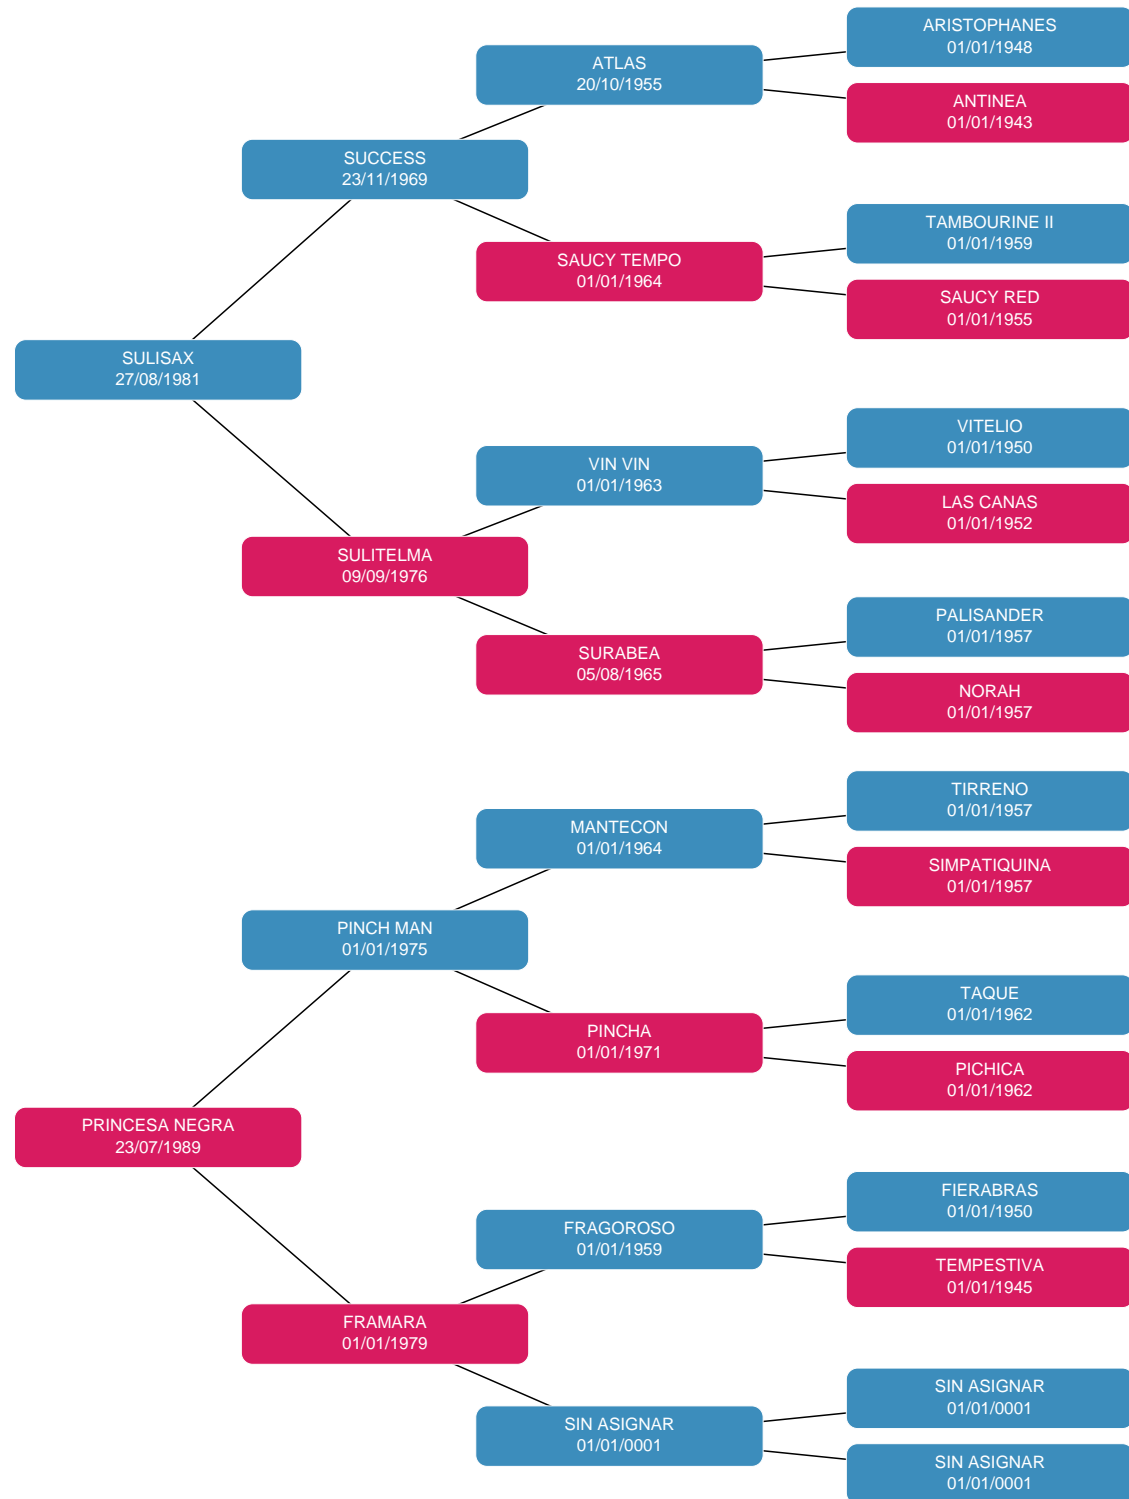 ARISTOPHANES
01/01/1948
ATLAS
20/10/1955
ANTINEA
01/01/1943
SUCCESS
23/11/1969
TAMBOURINE II
01/01/1959
SAUCY TEMPO
01/01/1964
SAUCY RED
01/01/1955
SULISAX
27/08/1981
VITELIO
01/01/1950
VIN VIN
01/01/1963
LAS CANAS
01/01/1952
SULITELMA
09/09/1976
PALISANDER
01/01/1957
SURABEA
05/08/1965
NORAH
01/01/1957
TIRRENO
01/01/1957
MANTECON
01/01/1964
SIMPATIQUINA
01/01/1957
PINCH MAN
01/01/1975
TAQUE
01/01/1962
PINCHA
01/01/1971
PICHICA
01/01/1962
PRINCESA NEGRA
23/07/1989
FIERABRAS
01/01/1950
FRAGOROSO
01/01/1959
TEMPESTIVA
01/01/1945
FRAMARA
01/01/1979
SIN ASIGNAR
01/01/0001
SIN ASIGNAR
01/01/0001
SIN ASIGNAR
01/01/0001